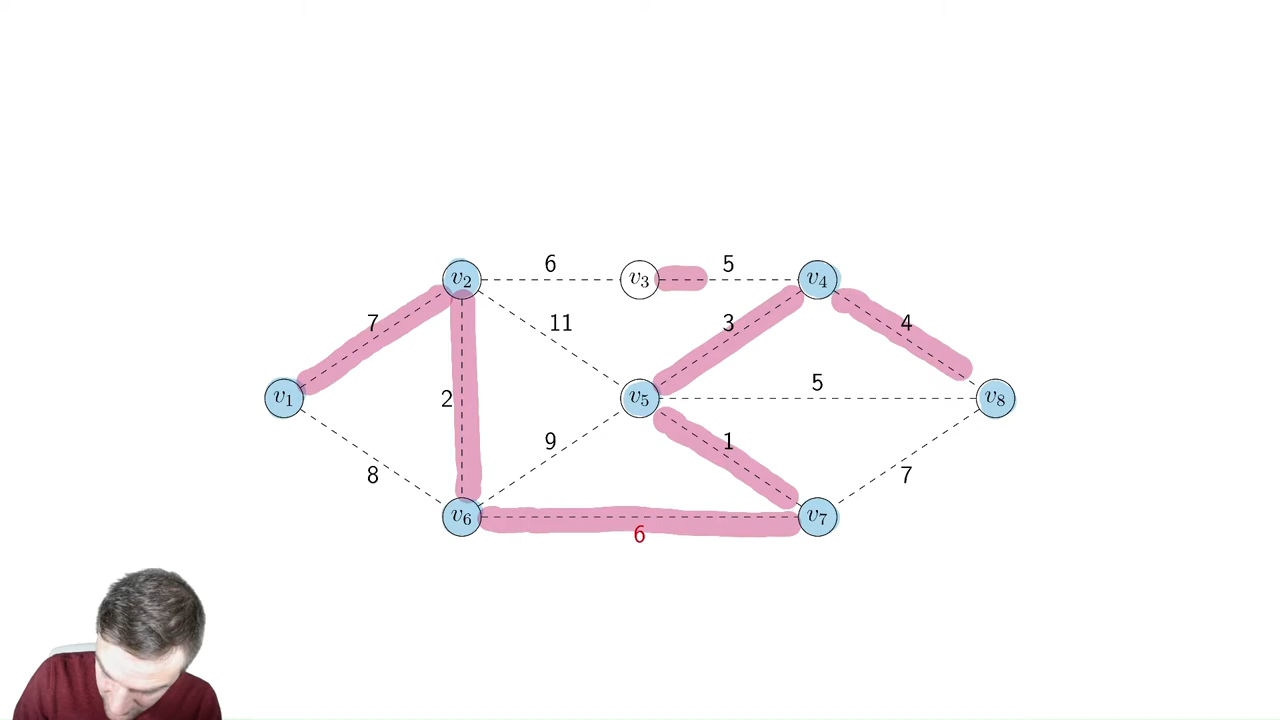 6 5
v₂ v₃ v₄
7 11 3 4
5
v₁ 2 v₅ v₈
9 1
8 7
v₆ v₇
6